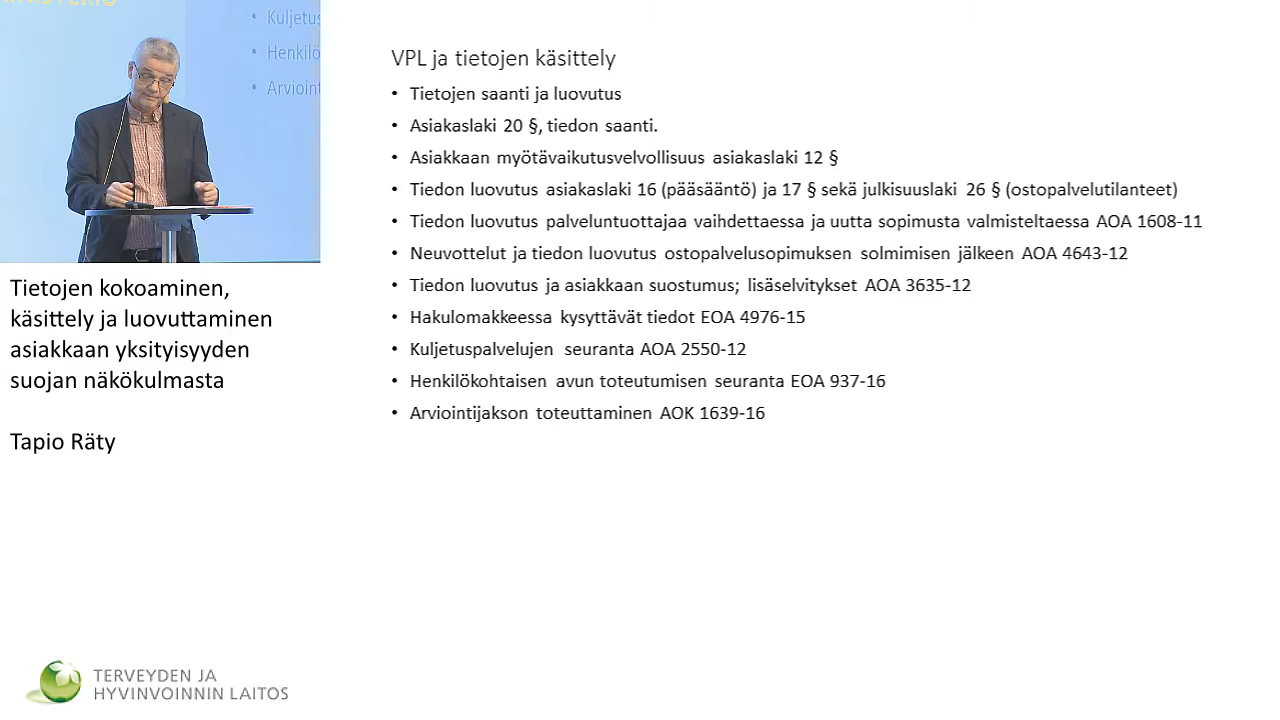 • Kuljetus
• Henkilö
• Arvioint
Tietojen kokoaminen,
käsittely ja luovuttaminen
asiakkaan yksityisyyden
suojan näkökulmasta
Tapio Räty
VPL ja tietojen käsittely
• Tietojen saanti ja luovutus
• Asiakaslaki 20 §, tiedon saanti.
• Asiakkaan myötävaikutusvelvollisuus asiakaslaki 12 §
• Tiedon luovutus asiakaslaki 16 (pääsääntö) ja 17 § sekä julkisuuslaki 26 § (ostopalvelutilanteet)
• Tiedon luovutus palveluntuottajaa vaihdettaessa ja uutta sopimusta valmisteltaessa AOA 1608-11
• Neuvottelut ja tiedon luovutus ostopalvelusopimuksen solmimisen jälkeen AOA 4643-12
• Tiedon luovutus ja asiakkaan suostumus; lisäselvitykset AOA 3635-12
• Hakulomakkeessa kysyttävät tiedot EOA 4976-15
• Kuljetuspalvelujen seuranta AOA 2550-12
• Henkilökohtaisen avun toteutumisen seuranta EOA 937-16
• Arviointijakson toteuttaminen AOK 1639-16
TERVEYDEN JA
HYVINVOINNIN LAITOS